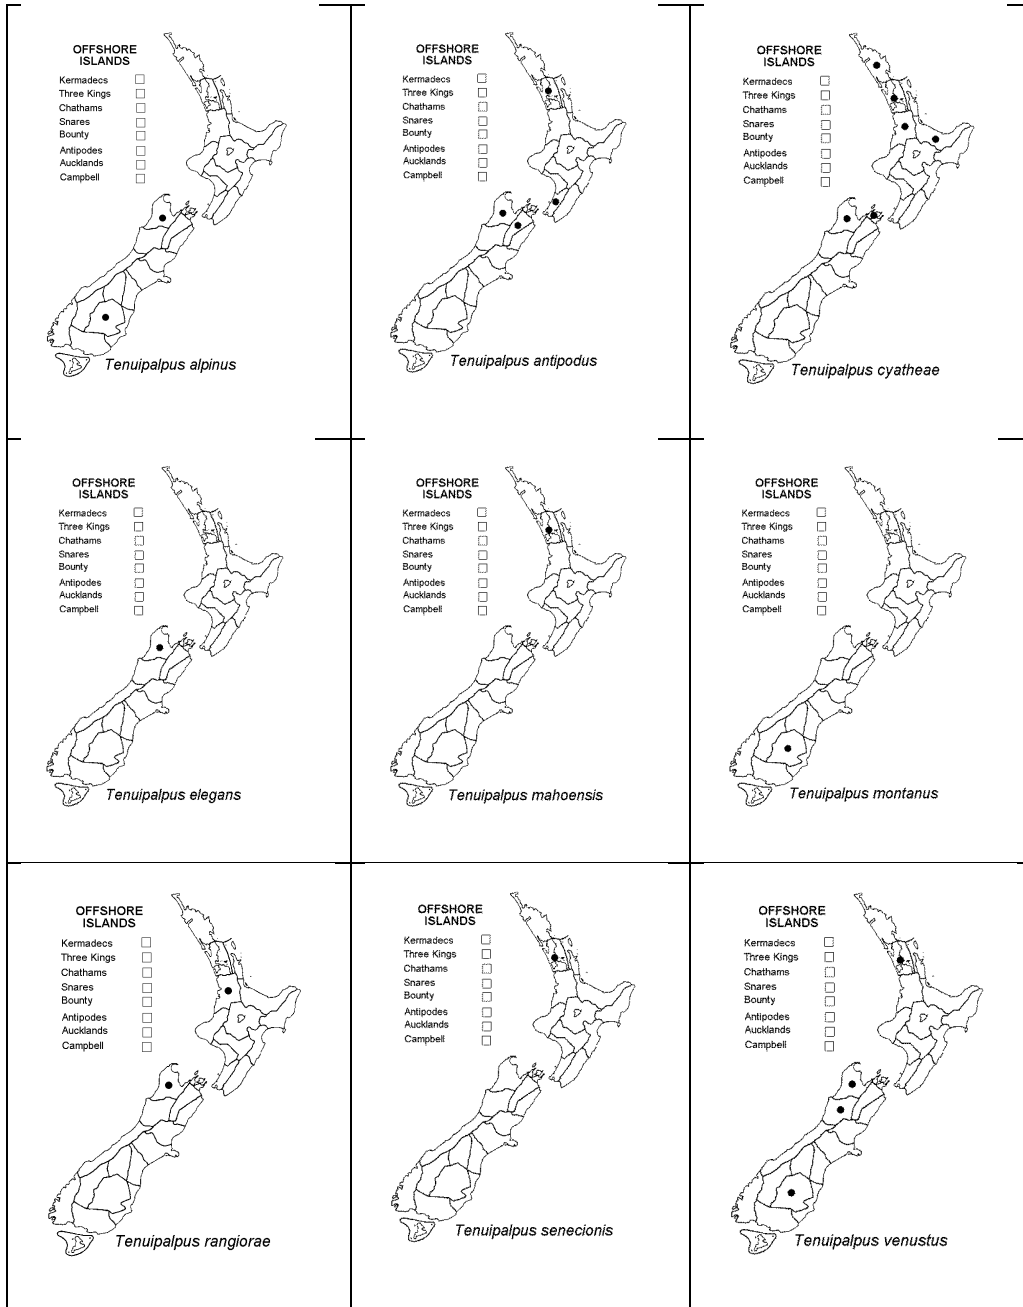 OFFSHORE
ISLANDS
Kermadecs
Three Kings
Chathams
Snares
Bounty
Antipodes
Aucklands
Campbell
Tenuipalpus alpinus
OFFSHORE
ISLANDS
Kermadecs
Three Kings
Chathams
Snares
Bounty
Antipodes
Aucklands
Campbell
Tenuipalpus antipodus
OFFSHORE
ISLANDS
Kermadecs
Three Kings
Chathams
Snares
Bounty
Antipodes
Aucklands
Campbell
Tenuipalpus cyatheae
OFFSHORE
ISLANDS
Kermadecs
Three Kings
Chathams
Snares
Bounty
Antipodes
Aucklands
Campbell
Tenuipalpus elegans
OFFSHORE
ISLANDS
Kermadecs
Three Kings
Chathams
Snares
Bounty
Antipodes
Aucklands
Campbell
Tenuipalpus mahoensis
OFFSHORE
ISLANDS
Kermadecs
Three Kings
Chathams
Snares
Bounty
Antipodes
Aucklands
Campbell
Tenuipalpus montanus
OFFSHORE
ISLANDS
Kermadecs
Three Kings
Chathams
Snares
Bounty
Antipodes
Aucklands
Campbell
Tenuipalpus rangiorae
OFFSHORE
ISLANDS
Kermadecs
Three Kings
Chathams
Snares
Bounty
Antipodes
Aucklands
Campbell
Tenuipalpus senecionis
OFFSHORE
ISLANDS
Kermadecs
Three Kings
Chathams
Snares
Bounty
Antipodes
Aucklands
Campbell
Tenuipalpus venustus